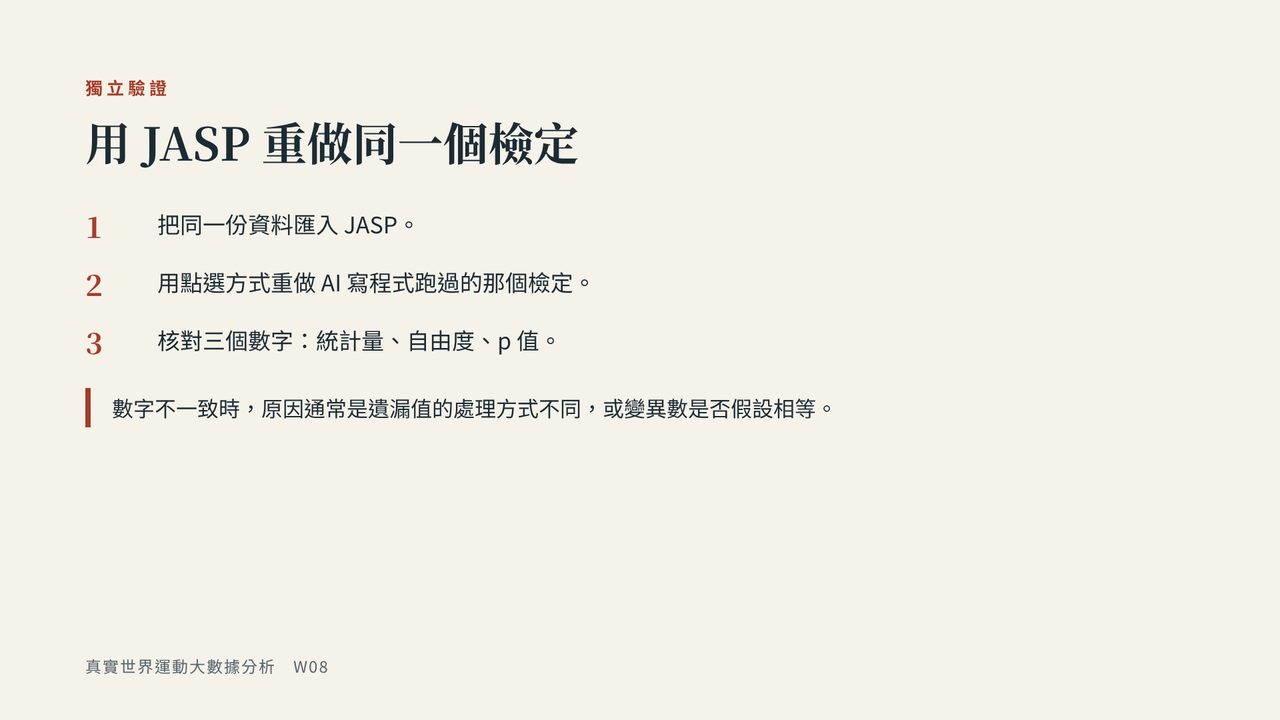 獨立驗證
用 JASP 重做同一個檢定
1 把同一份資料匯入 JASP。
2 用點選方式重做 AI 寫程式跑過的那個檢定。
3 核對三個數字：統計量、自由度、p 值。
數字不一致時，原因通常是遺漏值的處理方式不同，或變異數是否假設相等。
真實世界運動大數據分析 W08